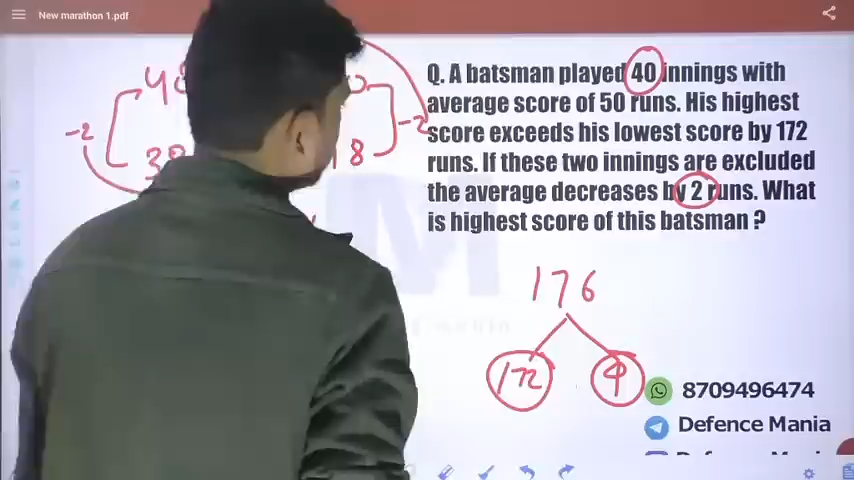 New marathon 1.pdf
Q. A batsman played 40 innings with
average score of 50 runs. His highest
score exceeds his lowest score by 172
runs. If these two innings are excluded
the average decreases by 2 runs. What
is highest score of this batsman ?
-2
-2
176
172
4
8709496474
Defence Mania